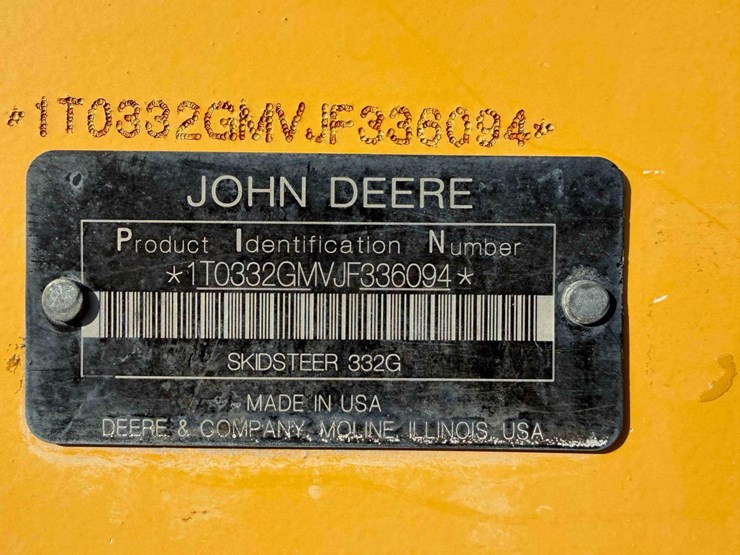 *1T0332GMVJF336094*
JOHN DEERE
Product Identification Number
*1T0332GMVJF336094*
SKIDSTEER 332G
MADE IN USA
DEERE & COMPANY, MOLINE, ILLINOIS, USA